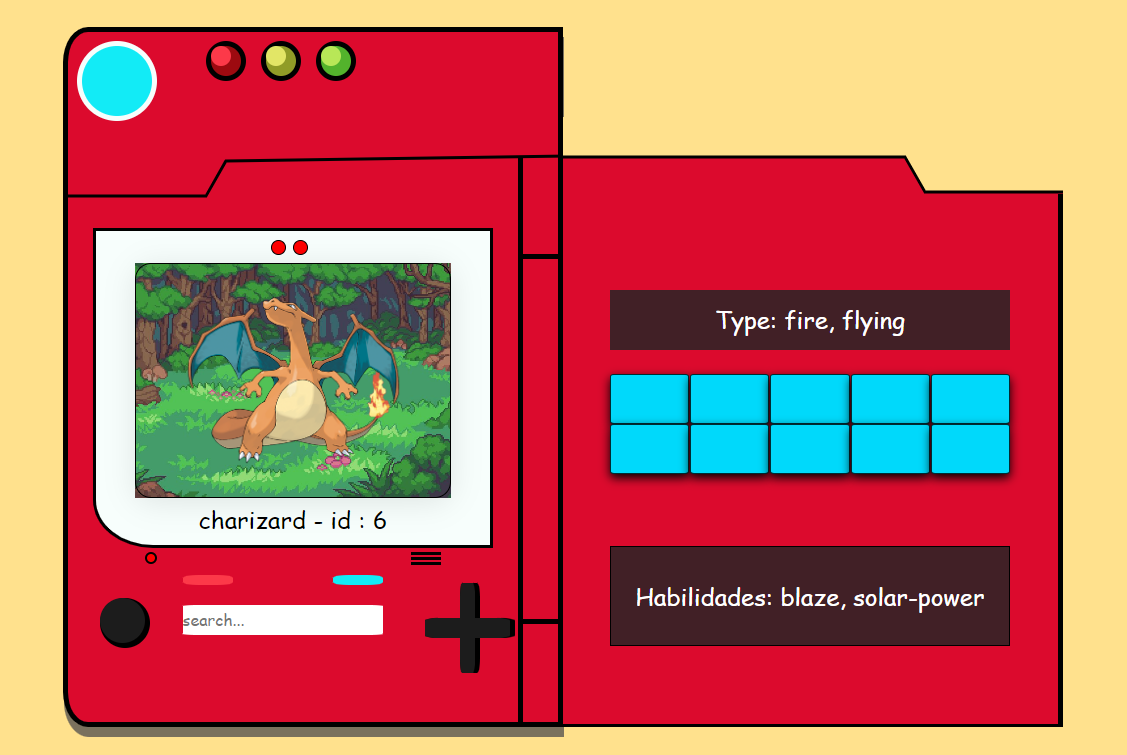 charizard - id : 6
search...
Type: fire, flying
Habilidades: blaze, solar-power